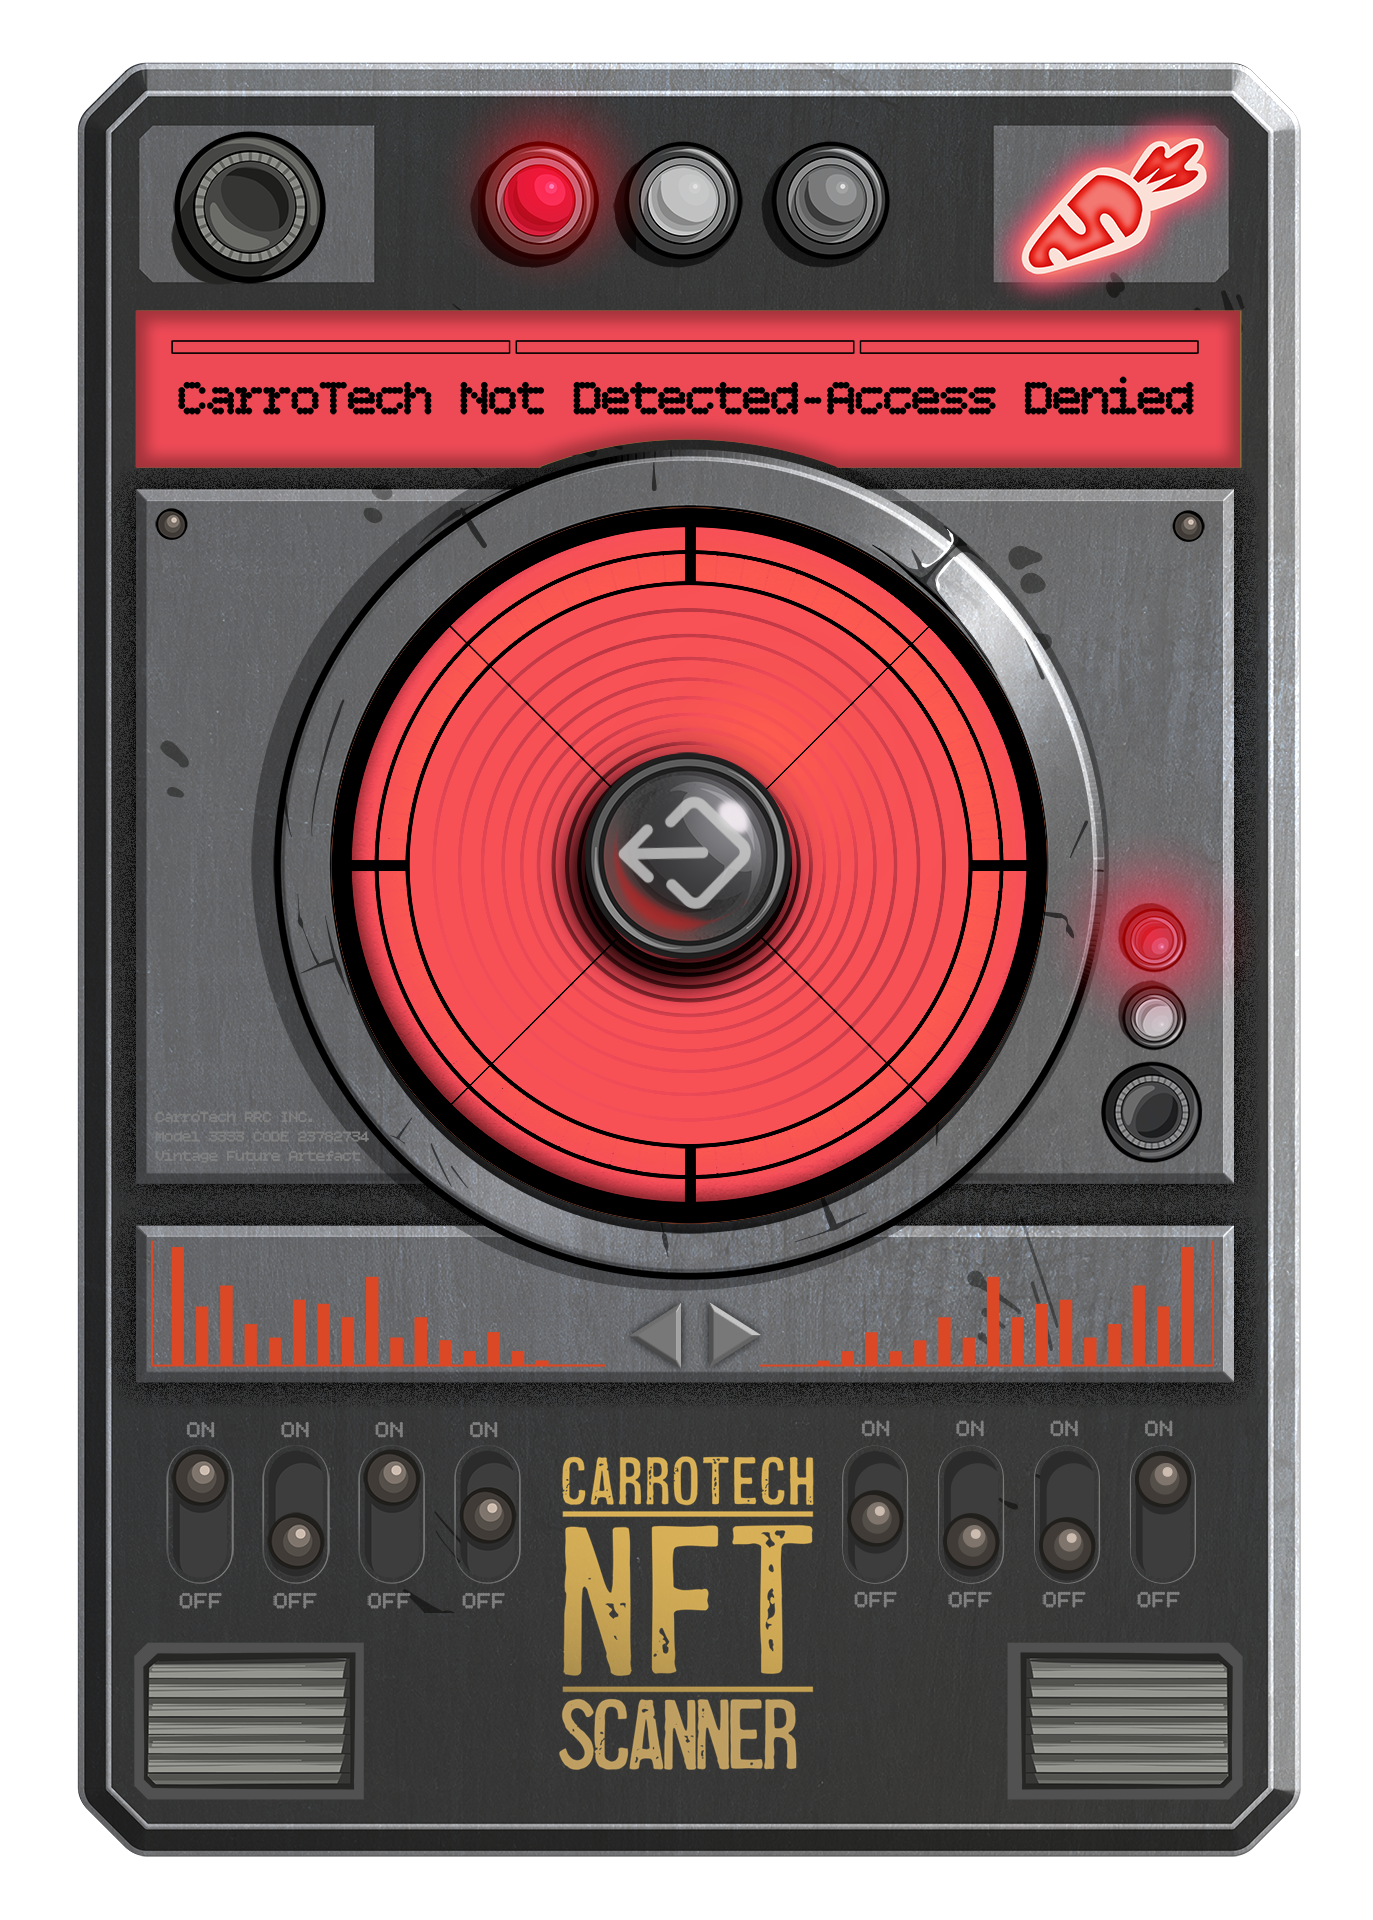 CarroTech Not Detected-Access Denied
CarroTech RRC INC.
Model 3333 CODE 23782734
Vintage Future Artefact
ON ON ON ON ON ON ON ON
OFF OFF OFF OFF OFF OFF OFF OFF
CARROTECH
NFT
SCANNER